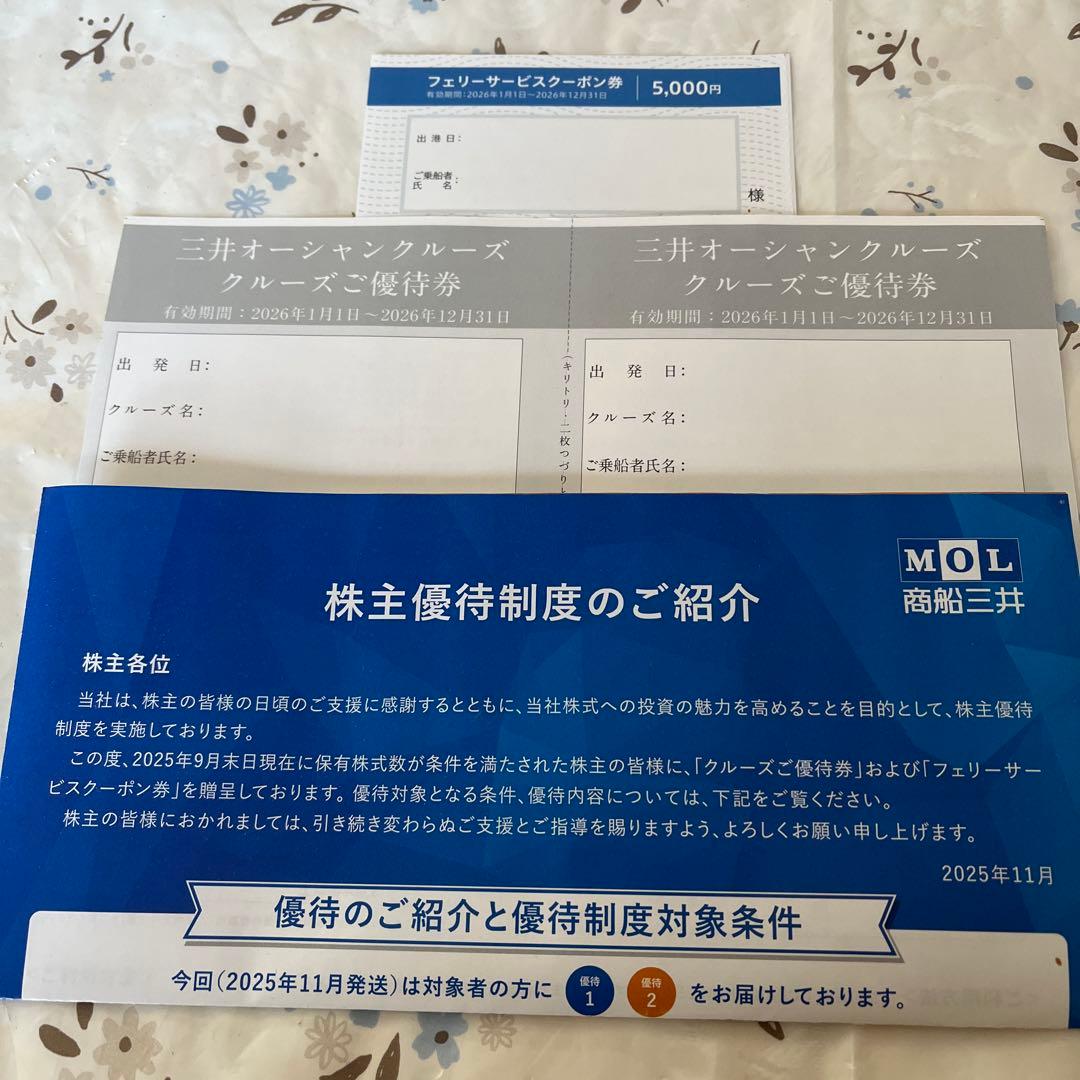 フェリーサービスクーポン券 5,000円
有効期間:2026年1月1日〜2026年12月31日
出港日:
ご乗船者
氏名:
様
三井オーシャンクルーズ
クルーズご優待券
有効期間:2026年1月1日〜2026年12月31日
出発日:
クルーズ名:
ご乗船者氏名:
(キリトリ・二枚つづり
三井オーシャンクルーズ
クルーズご優待券
有効期間:2026年1月1日〜2026年12月31日
出発日:
クルーズ名:
ご乗船者氏名:
MOL
商船三井
株主優待制度のご紹介
株主各位
当社は、株主の皆様の日頃のご支援に感謝するとともに、当社株式への投資の魅力を高めることを目的として、株主優待
制度を実施しております。
この度、2025年9月末日現在に保有株式数が条件を満たされた株主の皆様に、「クルーズご優待券」および「フェリーサー
ビスクーポン券」を贈呈しております。優待対象となる条件、優待内容については、下記をご覧ください。
株主の皆様におかれましては、引き続き変わらぬご支援とご指導を賜りますよう、よろしくお願い申し上げます。
2025年11月
優待のご紹介と優待制度対象条件
今回(2025年11月発送)は対象者の方に 優待1 優待2 をお届けしております。